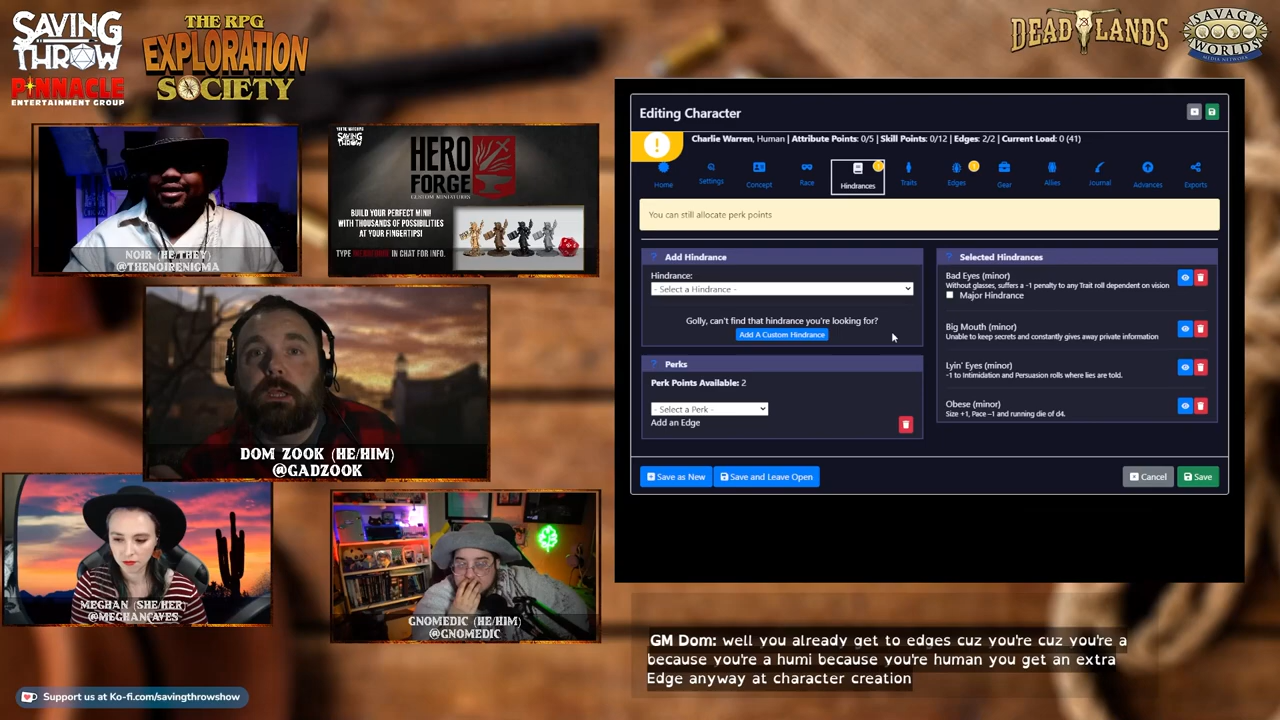 SAVING
THROW
PINNACLE
ENTERTAINMENT GROUP
THE RPG
EXPLORATION
SOCIETY
DEADLANDS
SAVAGE
WORLDS
MEDIA NETWORK
NOIR (HE/THEY)
@THENOIRENIGMA
SAVING
THROW
HERO
FORGE
CUSTOM MINIATURES
BUILD YOUR PERFECT MINI!
WITH THOUSANDS OF POSSIBILITIES
AT YOUR FINGERTIPS!
TYPE IN CHAT FOR INFO.
DOM ZOOK (HE/HIM)
@GADZOOK
MEGHAN (SHE/HER)
@MEGHANCAVES
GNOMEDIC (HE/HIM)
@GNOMEDIC
Support us at Ko-fi.com/savingthrowshow
Editing Character
Charlie Warren, Human | Attribute Points: 0/5 | Skill Points: 0/12 | Edges: 2/2 | Current Load: 0 (41)
Home
Settings
Concept
Race
Hindrances
Traits
Edges
Gear
Allies
Journal
Advances
Exports
You can still allocate perk points
? Add Hindrance
Hindrance:
- Select a Hindrance -
Golly, can't find that hindrance you're looking for?
Add A Custom Hindrance
? Perks
Perk Points Available: 2
- Select a Perk -
Add an Edge
? Selected Hindrances
Bad Eyes (minor)
Without glasses, suffers a -1 penalty to any Trait roll dependent on vision
Major Hindrance
Big Mouth (minor)
Unable to keep secrets and constantly gives away private information
Lyin' Eyes (minor)
-1 to Intimidation and Persuasion rolls where lies are told.
Obese (minor)
Size +1, Pace –1 and running die of d4.
Save as New
Save and Leave Open
Cancel
Save
GM Dom: well you already get to edges cuz you're cuz you're a
because you're a humi because you're human you get an extra
Edge anyway at character creation